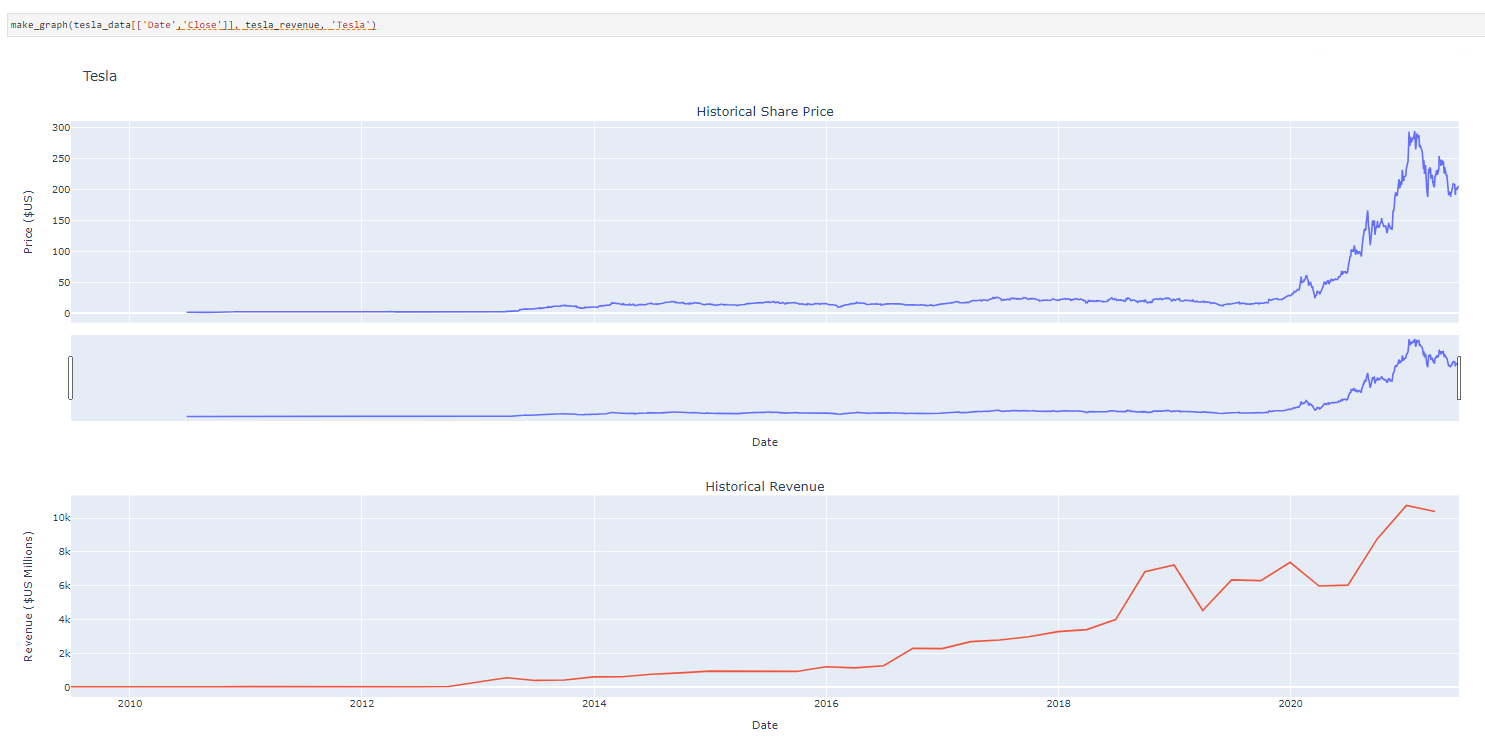 make_graph(tesla_data[['Date','Close']], tesla_revenue, 'Tesla')
Tesla
Historical Share Price
300
250
200
150
100
50
0
Price ($US)
Date
Historical Revenue
10k
8k
6k
4k
2k
0
Revenue ($US Millions)
2010 2012 2014 2016 2018 2020
Date